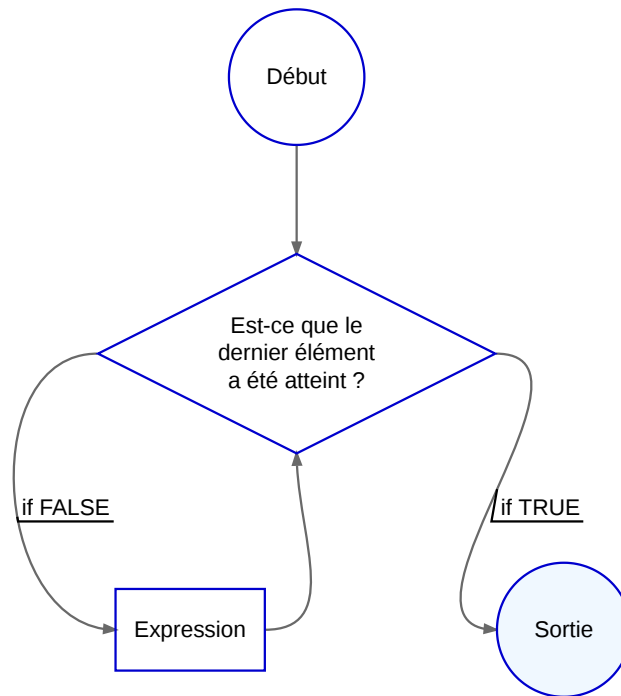 Début
Est-ce que le
dernier élément
a été atteint ?
if FALSE
if TRUE
Expression
Sortie